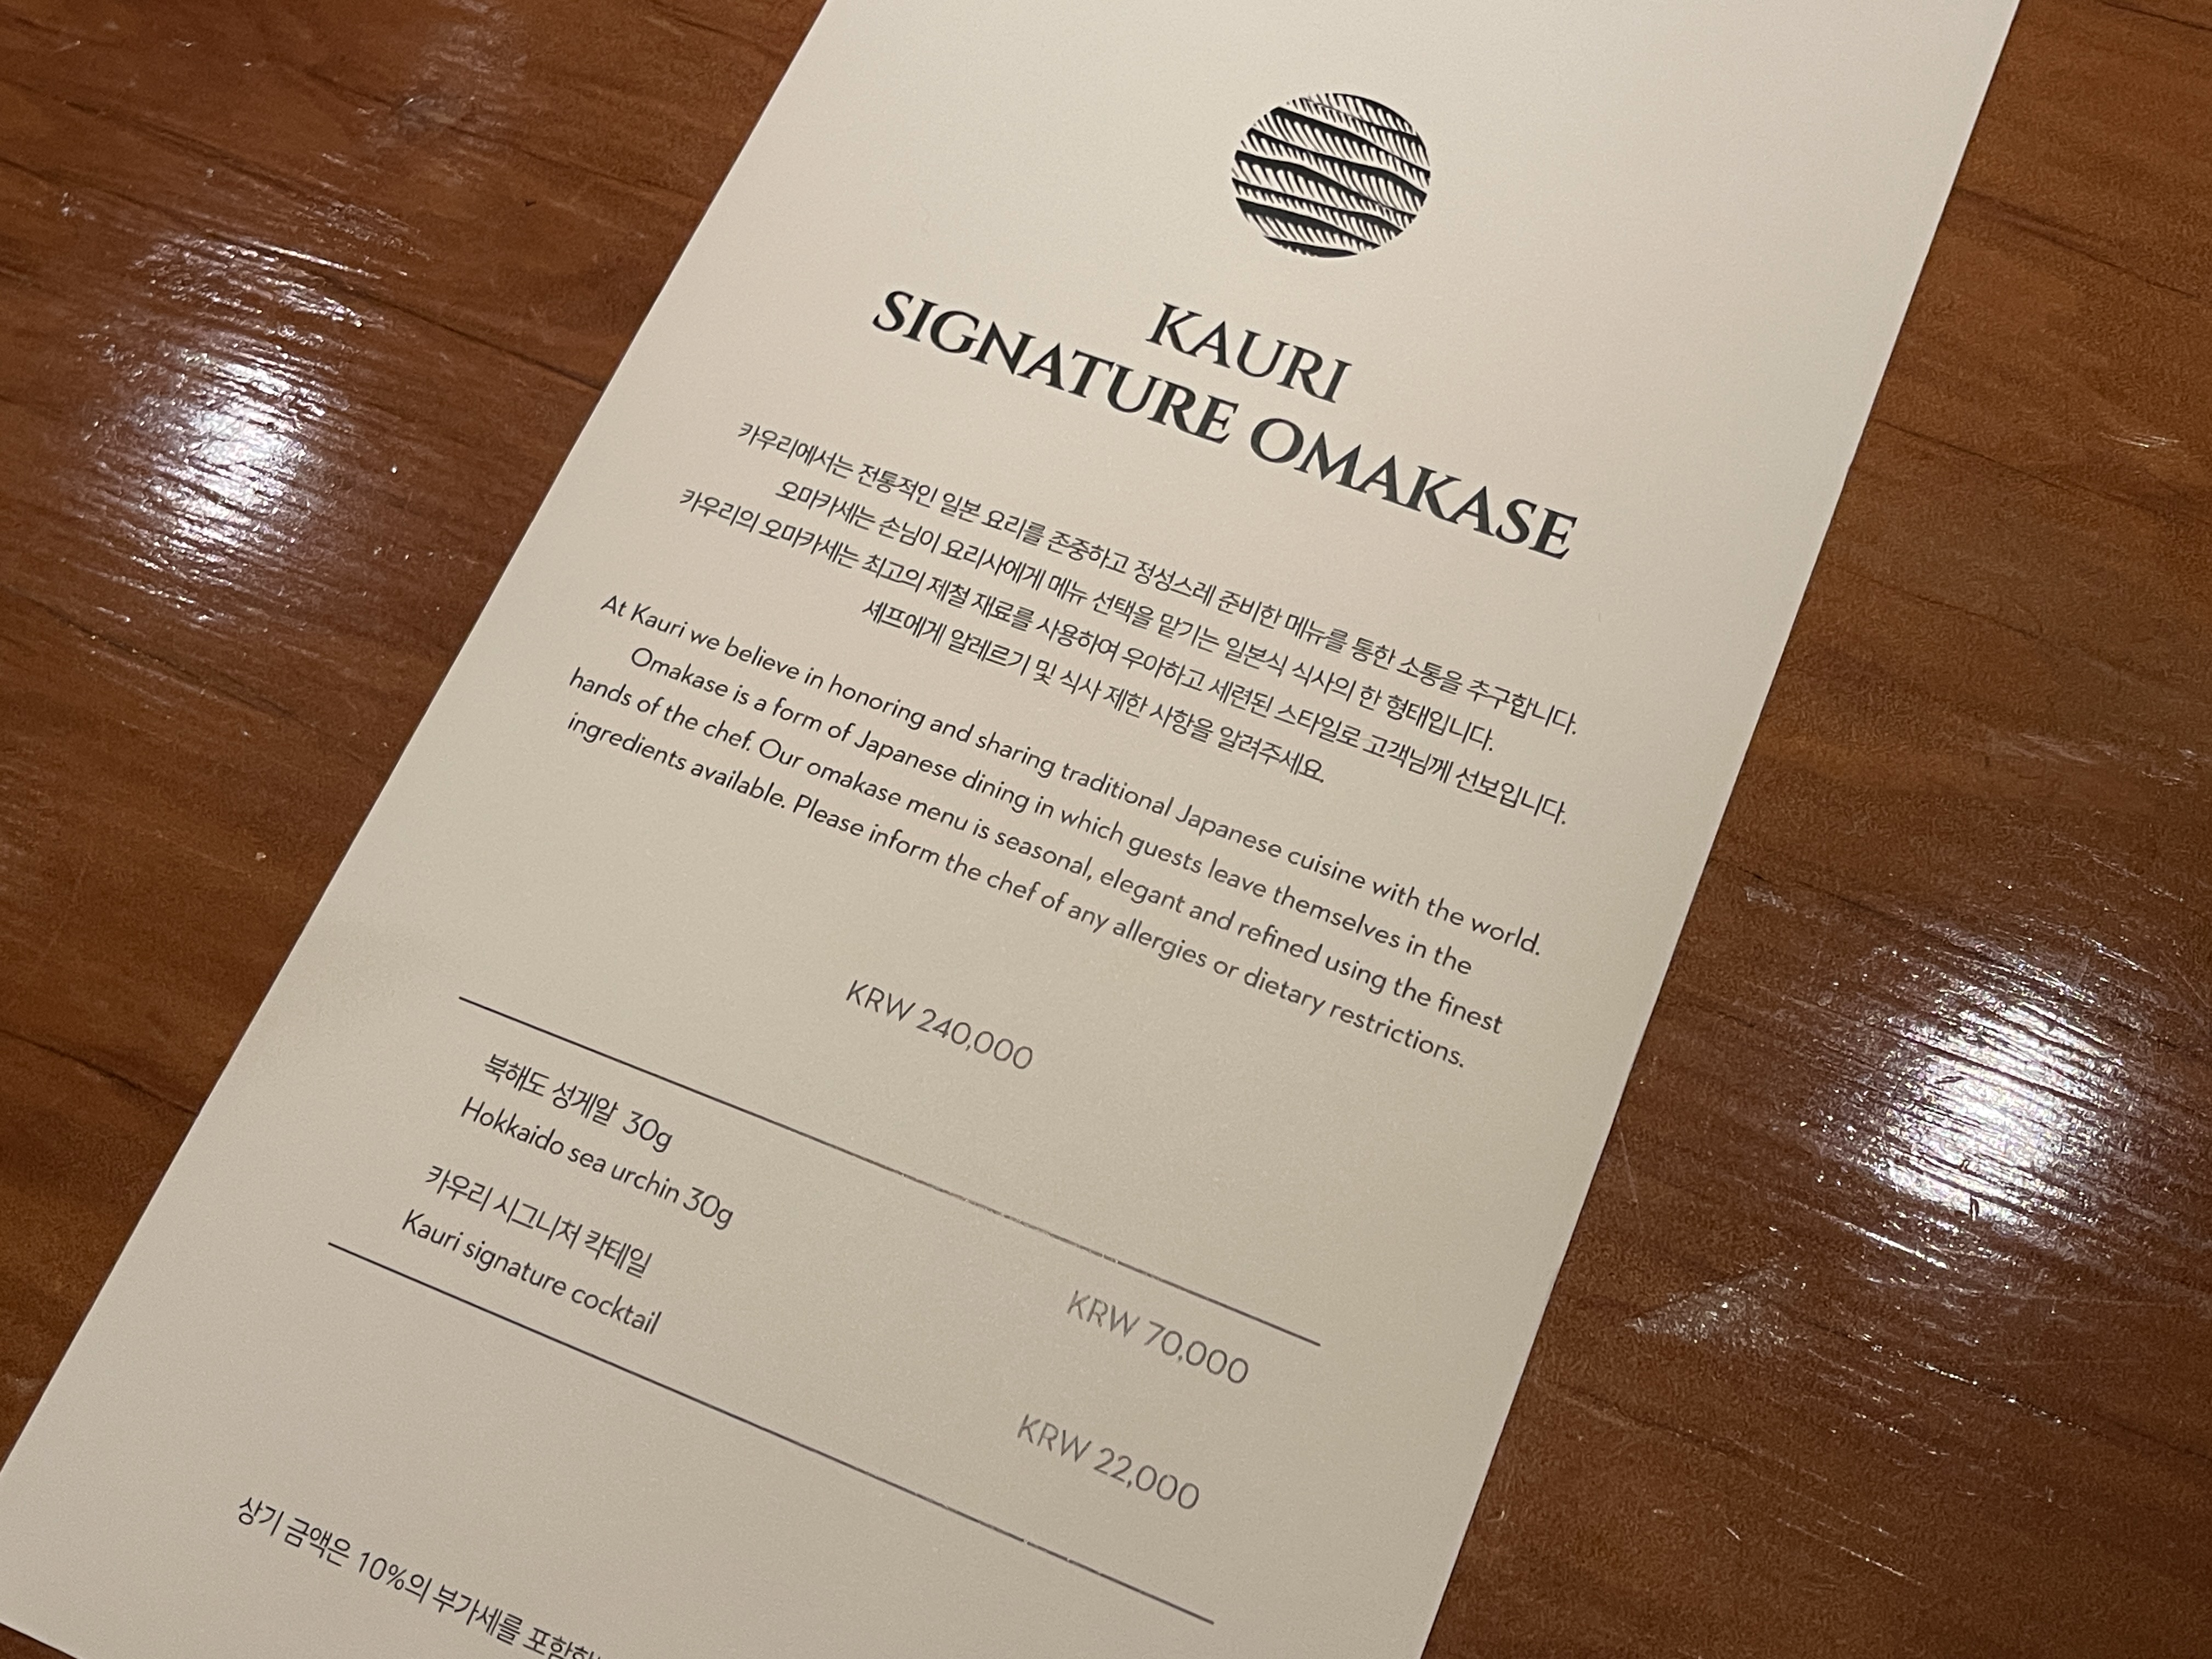 KAURI
SIGNATURE OMAKASE
카우리에서는 전통적인 일본 요리를 존중하고 정성스레 준비한 메뉴를 통한 소통을 추구합니다.
오마카세는 손님이 요리사에게 메뉴 선택을 맡기는 일본식 식사의 한 형태입니다.
카우리의 오마카세는 최고의 제철 재료를 사용하여 우아하고 세련된 스타일로 고객님께 선보입니다.
셰프에게 알레르기 및 식사 제한 사항을 알려주세요.
At Kauri we believe in honoring and sharing traditional Japanese cuisine with the world.
Omakase is a form of Japanese dining in which guests leave themselves in the
hands of the chef. Our omakase menu is seasonal, elegant and refined using the finest
ingredients available. Please inform the chef of any allergies or dietary restrictions.
KRW 240,000
북해도 성게알 30g
Hokkaido sea urchin 30g
KRW 70,000
카우리 시그니처 칵테일
Kauri signature cocktail
KRW 22,000
상기 금액은 10%의 부가세를